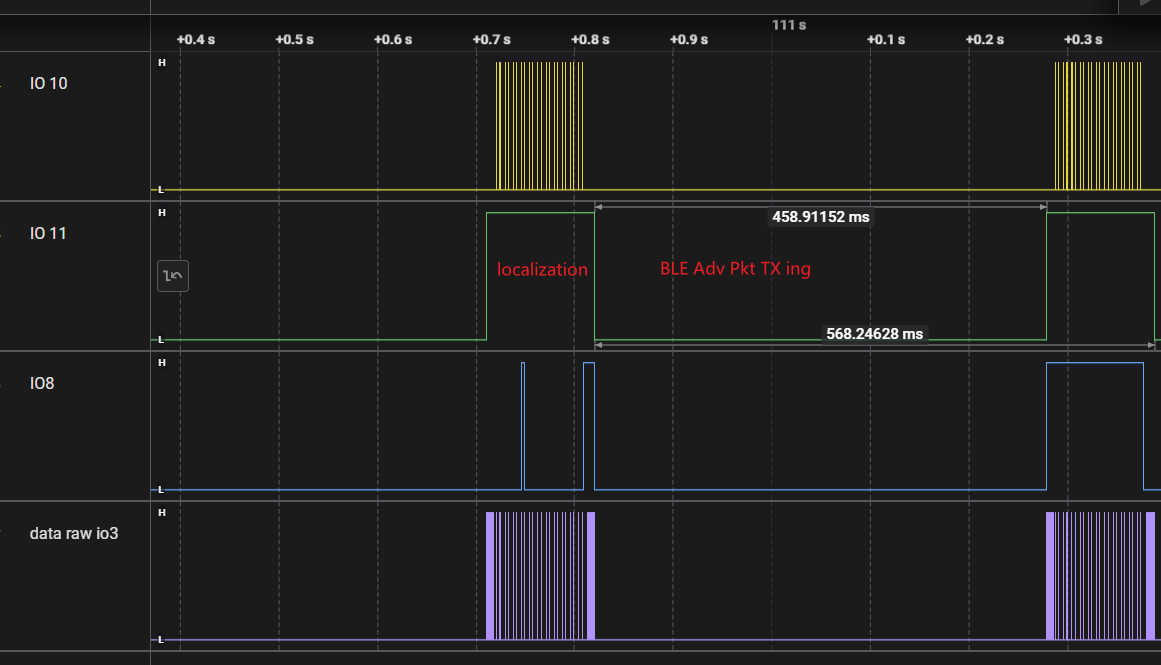 111 s
+0.4 s +0.5 s +0.6 s +0.7 s +0.8 s +0.9 s +0.1 s +0.2 s +0.3 s
H
IO 10
L
H
458.91152 ms
IO 11
localization BLE Adv Pkt TX ing
568.24628 ms
L
H
IO8
L
H
data raw io3
L